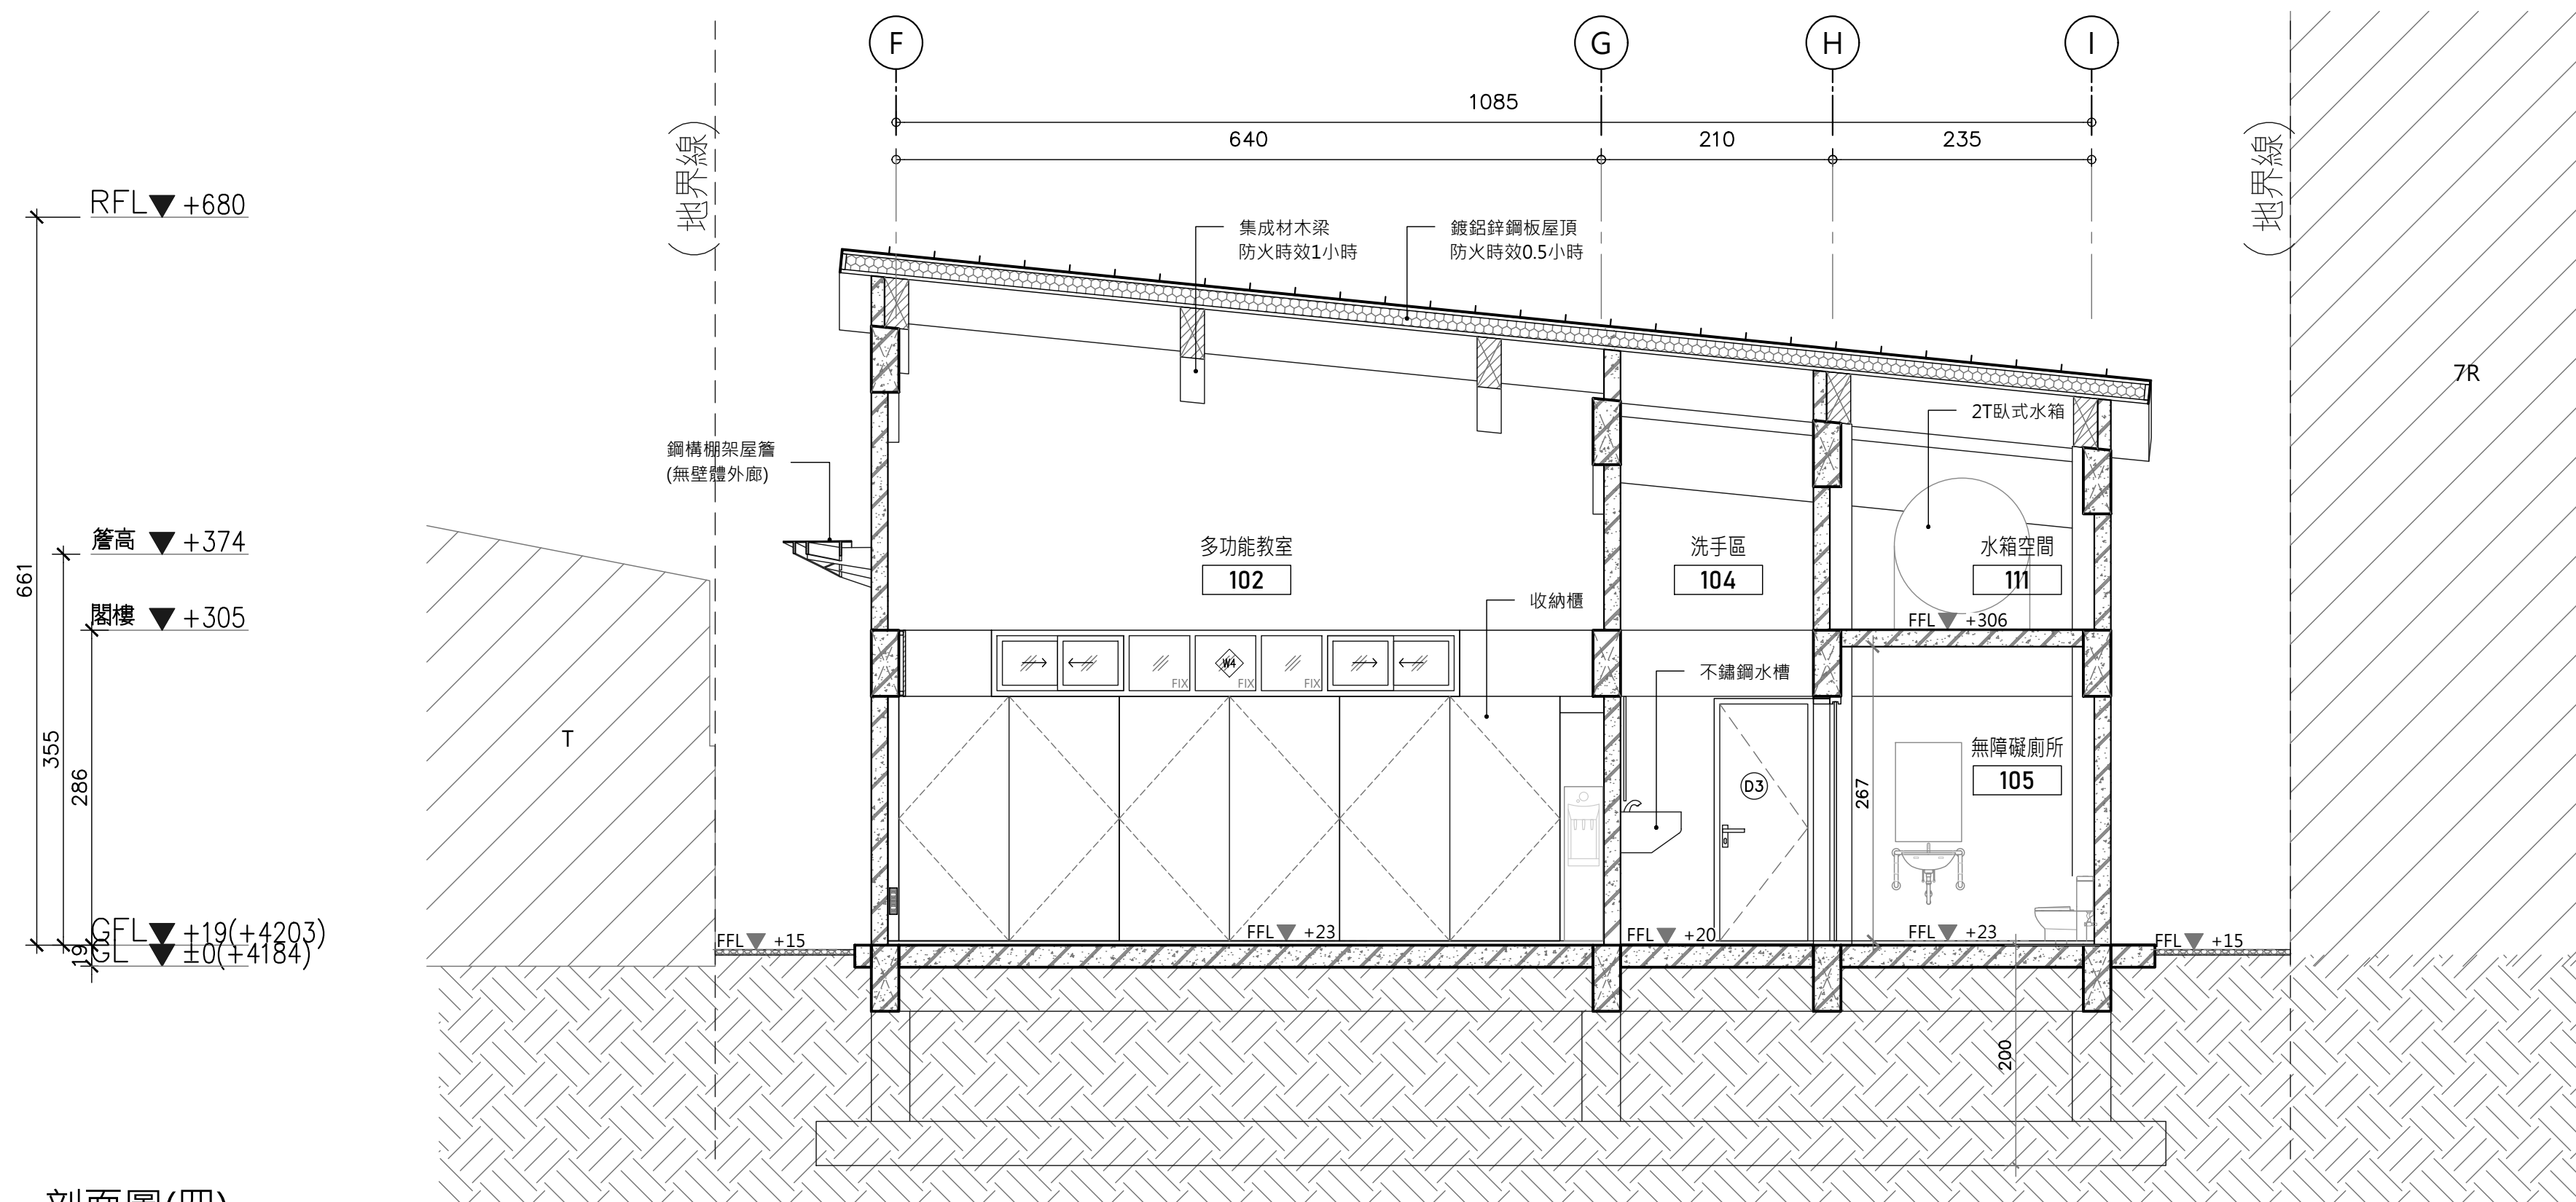 F
G
H
I
1085
640
210
235
(地界線)
(地界線)
RFL +680
集成材木梁
防火時效1小時
鍍鋁鋅鋼板屋頂
防火時效0.5小時
7R
2T臥式水箱
鋼構棚架屋簷
(無壁體外廊)
簷高 +374
661
多功能教室
102
洗手區
104
水箱空間
111
收納櫃
閣樓 +305
FFL +306
W4
FIX
FIX
FIX
不鏽鋼水槽
T
355
286
無障礙廁所
105
D3
267
GFL +19(+4203)
GL ±0(+4184)
19
FFL +15
FFL +23
FFL +20
FFL +23
FFL +15
200
剖面圖(四)